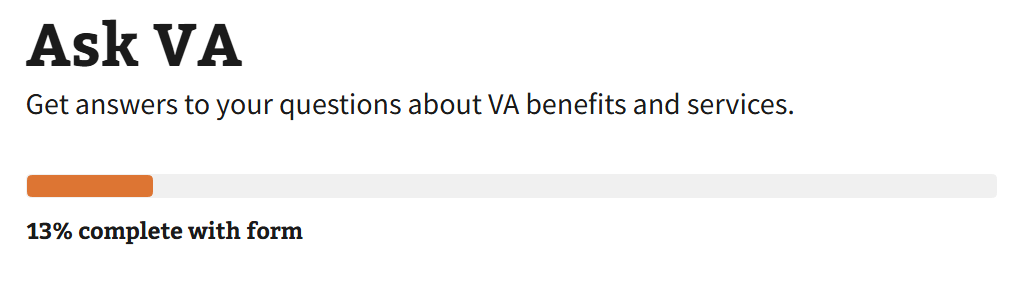 Ask VA
Get answers to your questions about VA benefits and services.
13% complete with form